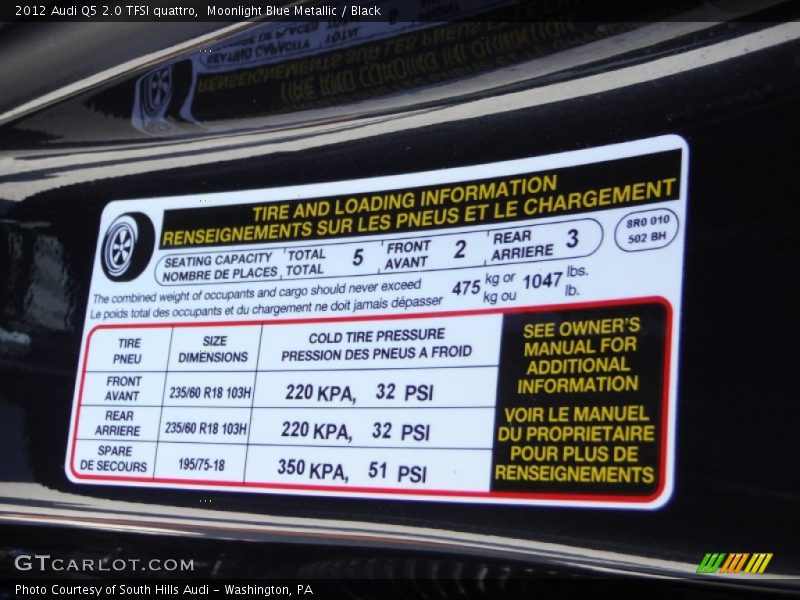 2012 Audi Q5 2.0 TFSI quattro, Moonlight Blue Metallic / Black
TIRE AND LOADING INFORMATION
RENSEIGNEMENTS SUR LES PNEUS ET LE CHARGEMENT
SEATING CAPACITY TOTAL 5 FRONT 2 REAR 3
NOMBRE DE PLACES TOTAL AVANT ARRIERE
8R0 010
502 BH
The combined weight of occupants and cargo should never exceed 475 kg or 1047 lbs.
Le poids total des occupants et du chargement ne doit jamais dépasser kg ou lb.
TIRE SIZE COLD TIRE PRESSURE
PNEU DIMENSIONS PRESSION DES PNEUS A FROID
FRONT
AVANT 235/60 R18 103H 220 KPA, 32 PSI
REAR
ARRIERE 235/60 R18 103H 220 KPA, 32 PSI
SPARE
DE SECOURS 195/75-18 350 KPA, 51 PSI
SEE OWNER'S
MANUAL FOR
ADDITIONAL
INFORMATION
VOIR LE MANUEL
DU PROPRIETAIRE
POUR PLUS DE
RENSEIGNEMENTS
GTCARLOT.COM
Photo Courtesy of South Hills Audi - Washington, PA